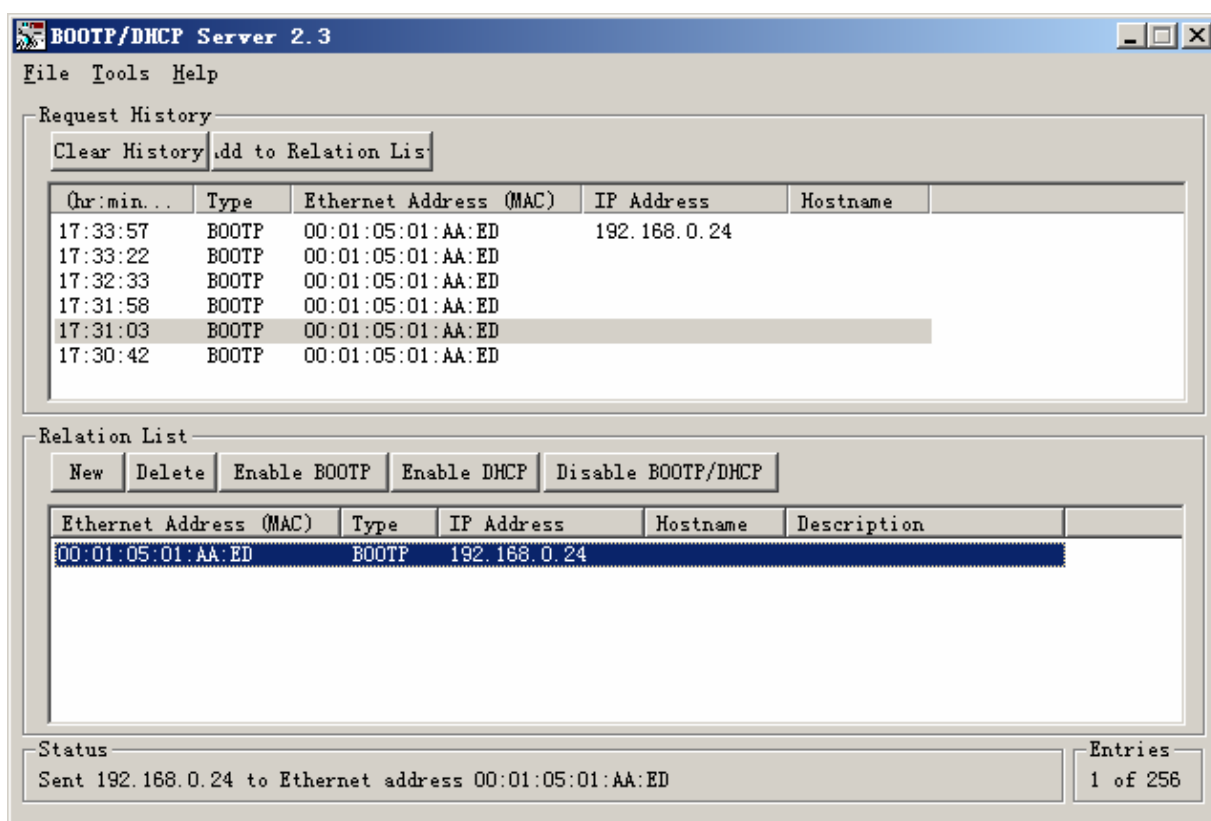 BOOTP/DHCP Server 2.3
File Tools Help
Request History
Clear History dd to Relation Lis
(hr:min... Type Ethernet Address (MAC) IP Address Hostname
17:33:57 BOOTP 00:01:05:01:AA:ED 192.168.0.24
17:33:22 BOOTP 00:01:05:01:AA:ED
17:32:33 BOOTP 00:01:05:01:AA:ED
17:31:58 BOOTP 00:01:05:01:AA:ED
17:31:03 BOOTP 00:01:05:01:AA:ED
17:30:42 BOOTP 00:01:05:01:AA:ED
Relation List
New Delete Enable BOOTP Enable DHCP Disable BOOTP/DHCP
Ethernet Address (MAC) Type IP Address Hostname Description
00:01:05:01:AA:ED BOOTP 192.168.0.24
Status
Sent 192.168.0.24 to Ethernet address 00:01:05:01:AA:ED
Entries
1 of 256